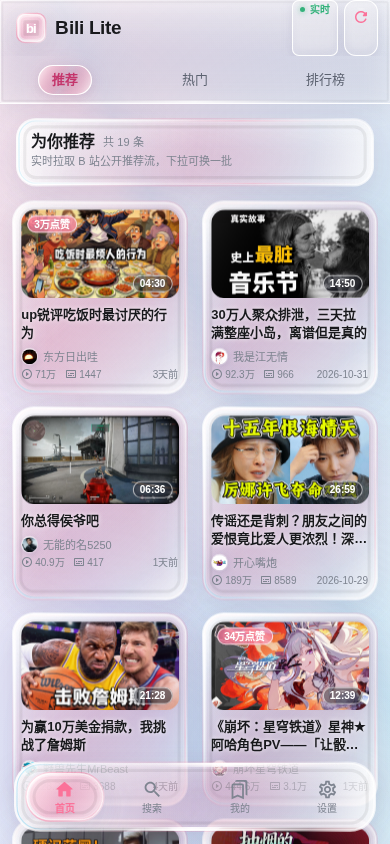 bi Bili Lite
实时
推荐 热门 排行榜
为你推荐 共 19 条
实时拉取 B 站公开推荐流，下拉可换一批
3万点赞
吃饭时最烦人的行为
04:30
up锐评吃饭时最讨厌的行
为
东方日出哇
71万 1447 3天前
真实故事
史上最脏
音乐节
14:50
30万人聚众排泄，三天拉
满整座小岛，离谱但是真的
我是江无情
92.3万 966 2026-10-31
06:36
你总得侯爷吧
无能的名5250
40.9万 417 1天前
十五年恨海情天
厉娜许飞夺命
26:59
传谣还是背刺？朋友之间的
爱恨竟比爱人更浓烈！深...
开心嘴炮
189万 8589 2026-10-29
击败詹姆斯
21:28
为赢10万美金捐款，我挑
战了詹姆斯
MrBeast
天前
34万点赞
12:39
《崩坏：星穹铁道》星神★
阿哈角色PV——「让骰...
崩坏星穹铁道
3.1万 1天前
首页 搜索 我的 设置